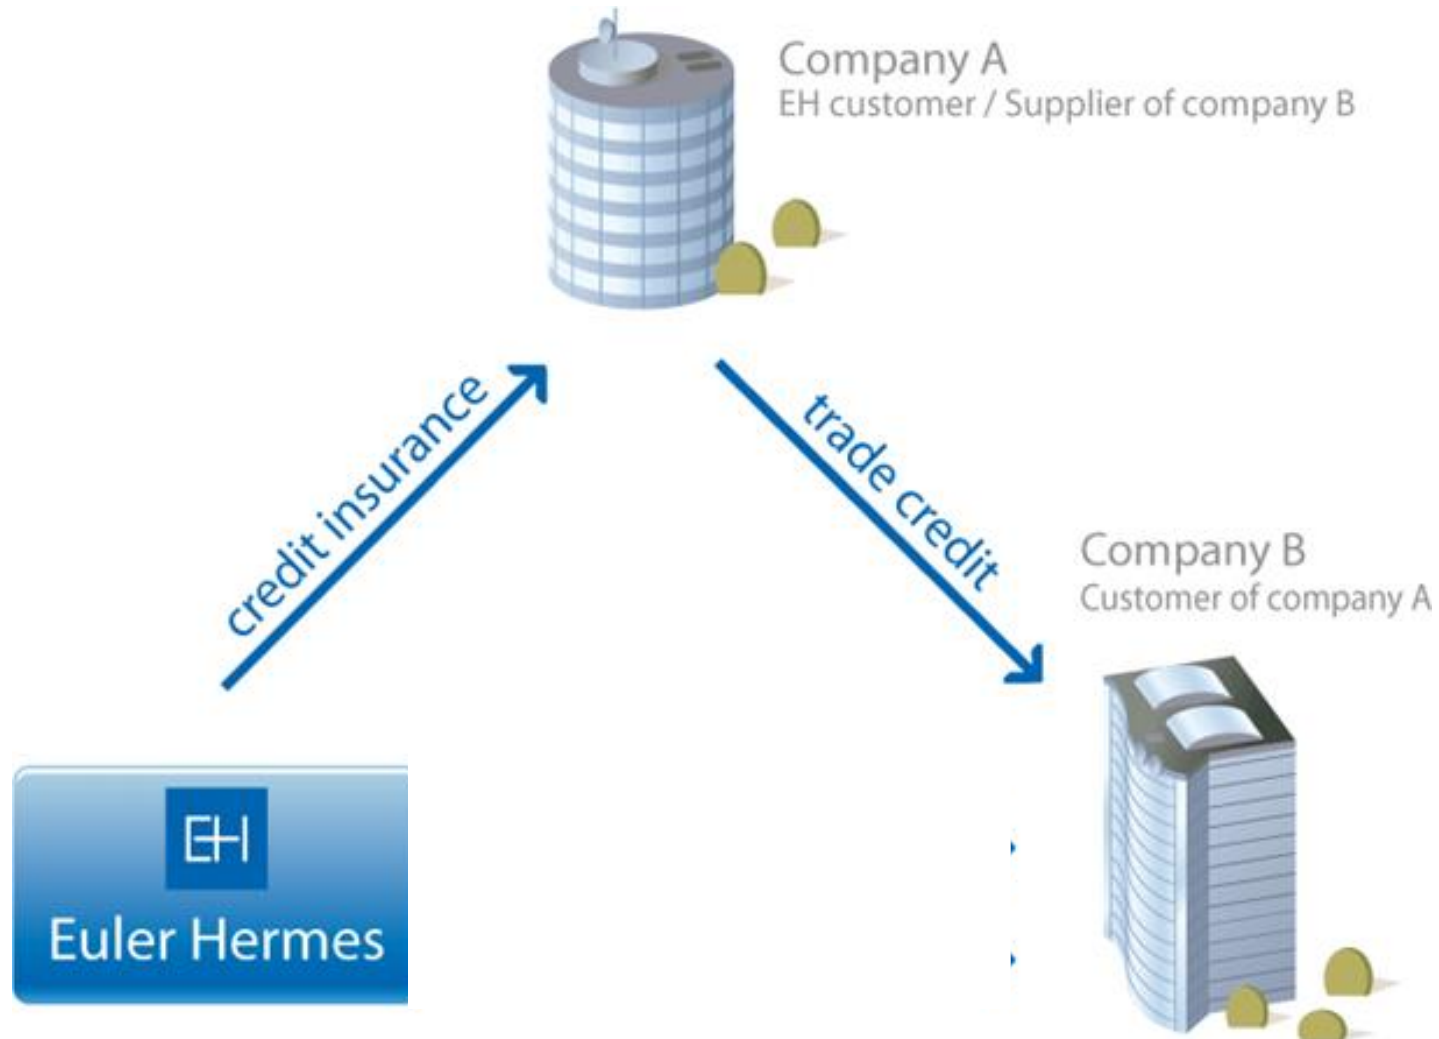 Company A
EH customer / Supplier of company B
credit insurance
trade credit
Company B
Customer of company A
EH
Euler Hermes